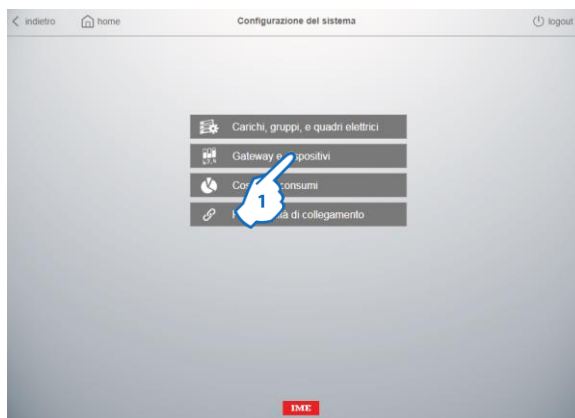 indietro
home
Configurazione del sistema
logout
Carichi, gruppi, e quadri elettrici
Gateway e
consumi
di collegamento
1
IME